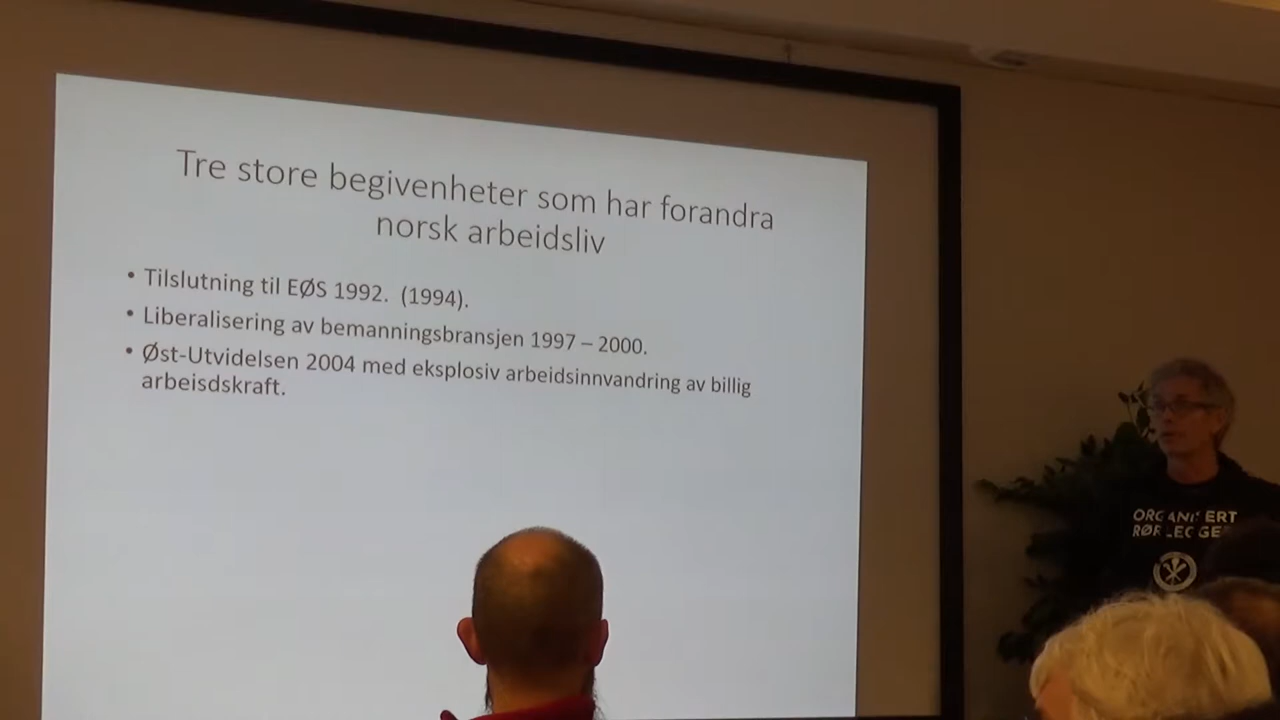 Tre store begivenheter som har forandra
norsk arbeidsliv
• Tilslutning til EØS 1992. (1994).
• Liberalisering av bemanningsbransjen 1997 – 2000.
• Øst-Utvidelsen 2004 med eksplosiv arbeidsinnvandring av billig
arbeisdskraft.
ORGANISERT
RØRLEGGE